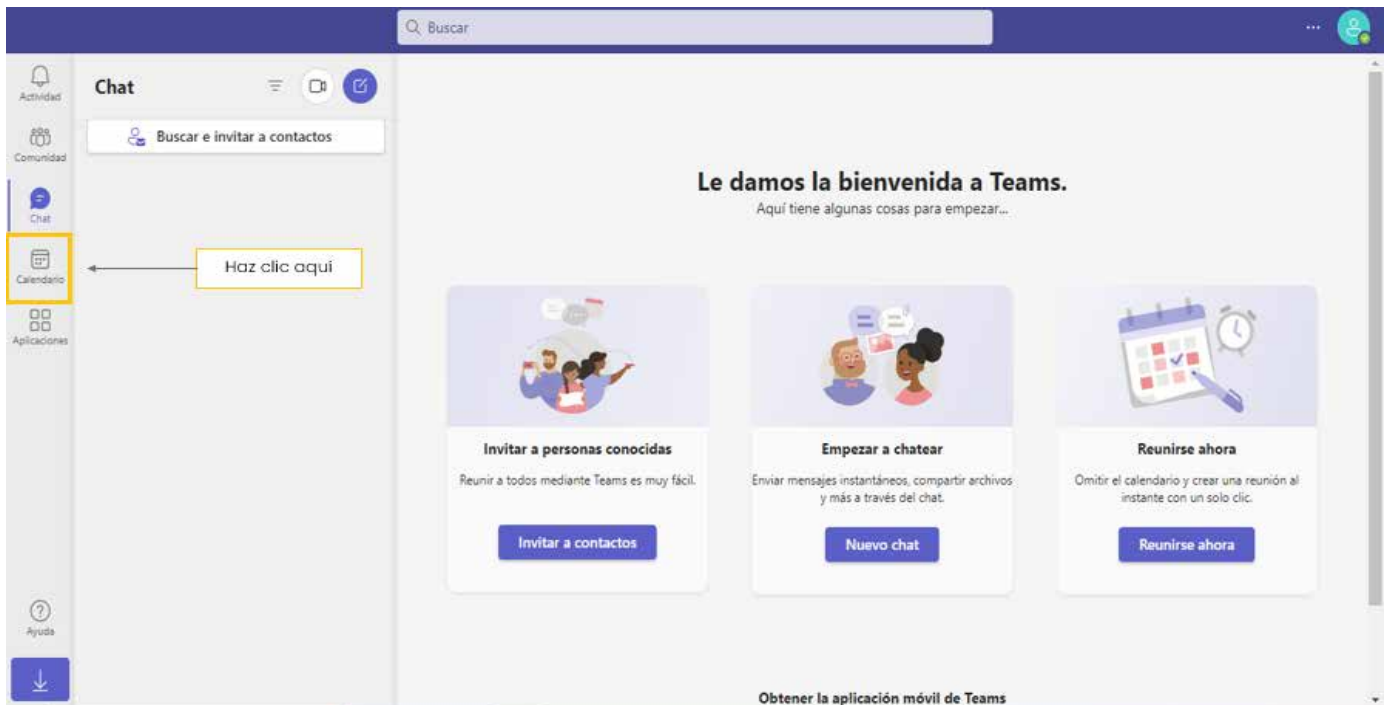 Buscar
Actividad
Comunidad
Chat
Calendario
Aplicaciones
Ayuda
Chat
Buscar e invitar a contactos
Haz clic aquí
Le damos la bienvenida a Teams.
Aquí tiene algunas cosas para empezar...
Invitar a personas conocidas
Reunir a todos mediante Teams es muy fácil.
Invitar a contactos
Empezar a chatear
Enviar mensajes instantáneos, compartir archivos
y más a través del chat.
Nuevo chat
Reunirse ahora
Omitir el calendario y crear una reunión al
instante con un solo clic.
Reunirse ahora
Obtener la aplicación móvil de Teams